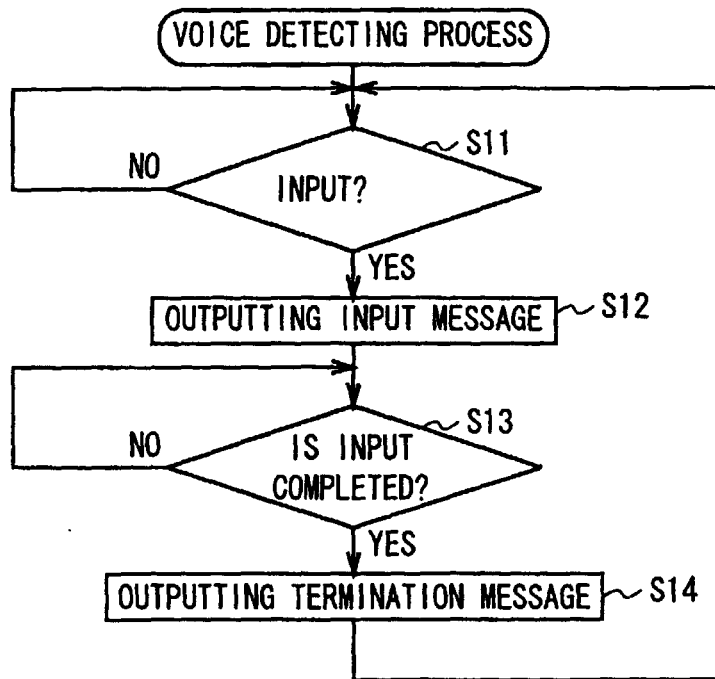 VOICE DETECTING PROCESS
S11
NO
INPUT?
YES
OUTPUTTING INPUT MESSAGE
S12
S13
NO
IS INPUT
COMPLETED?
YES
OUTPUTTING TERMINATION MESSAGE
S14